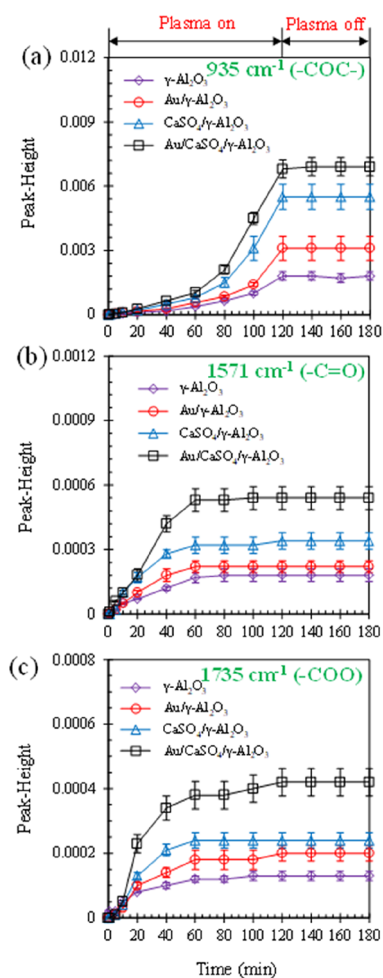 Plasma on Plasma off
(a)
935 cm-1 (-COC-)
0.012
0.009
0.006
0.003
0
Peak-Height
γ-Al2O3
Au/γ-Al2O3
CaSO4/γ-Al2O3
Au/CaSO4/γ-Al2O3
0 20 40 60 80 100 120 140 160 180
(b)
1571 cm-1 (-C=O)
0.0012
0.0009
0.0006
0.0003
0
Peak-Height
γ-Al2O3
Au/γ-Al2O3
CaSO4/γ-Al2O3
Au/CaSO4/γ-Al2O3
0 20 40 60 80 100 120 140 160 180
(c)
1735 cm-1 (-COO)
0.0008
0.0006
0.0004
0.0002
0
Peak-Height
γ-Al2O3
Au/γ-Al2O3
CaSO4/γ-Al2O3
Au/CaSO4/γ-Al2O3
0 20 40 60 80 100 120 140 160 180
Time (min)